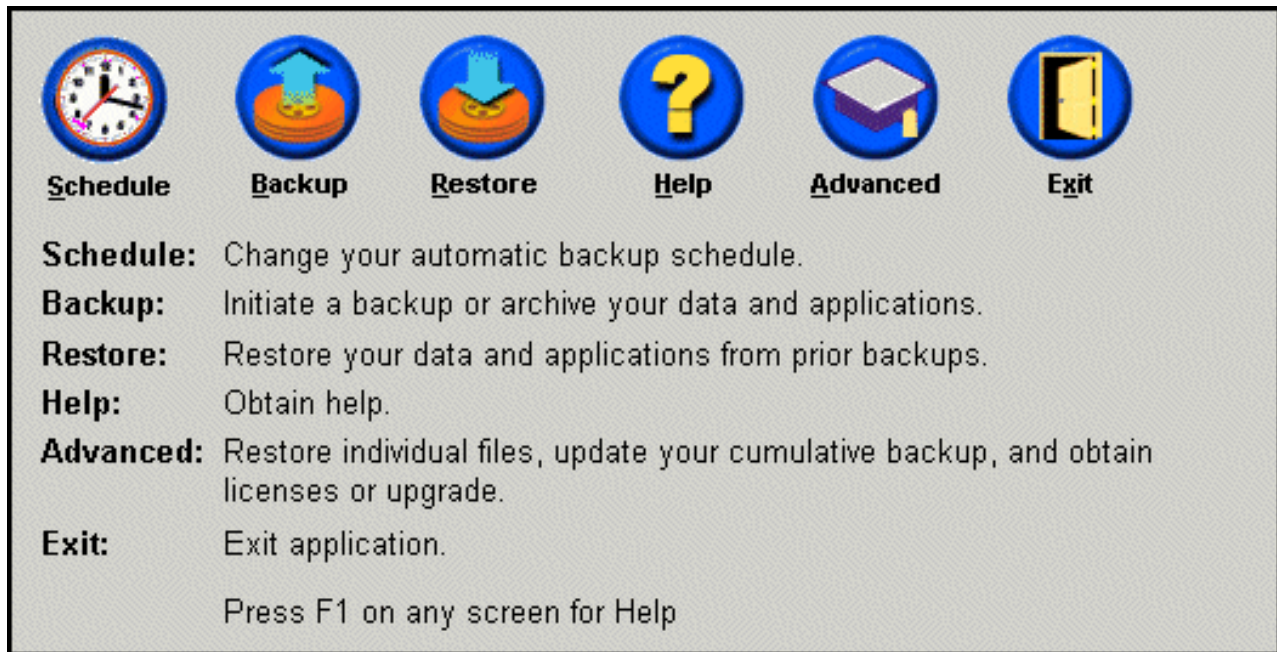 Schedule Backup Restore Help Advanced Exit
Schedule: Change your automatic backup schedule.
Backup: Initiate a backup or archive your data and applications.
Restore: Restore your data and applications from prior backups.
Help: Obtain help.
Advanced: Restore individual files, update your cumulative backup, and obtain
licenses or upgrade.
Exit: Exit application.
Press F1 on any screen for Help